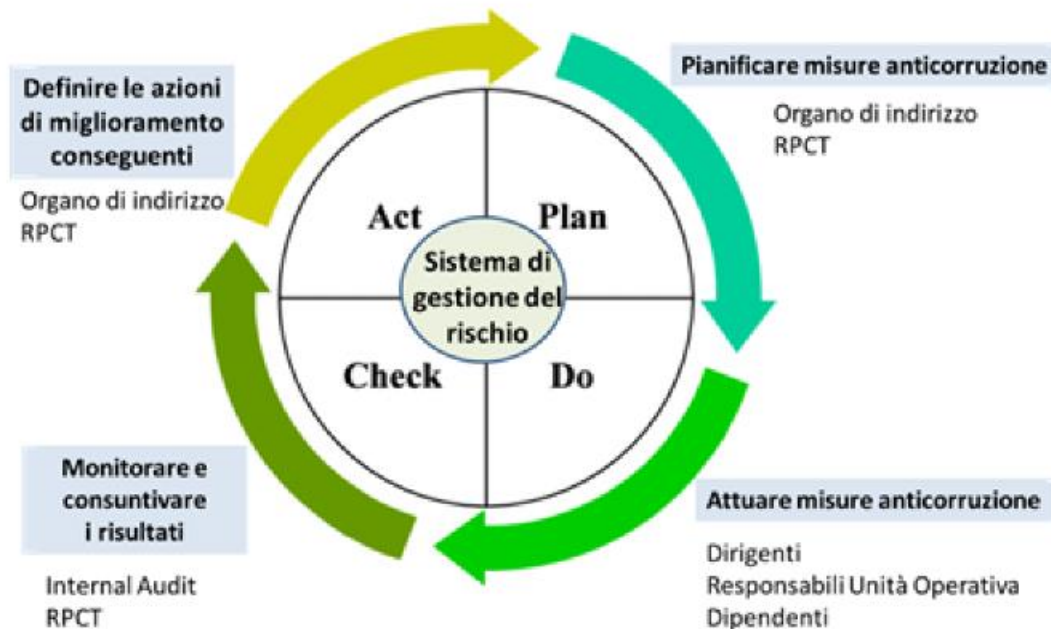 Definire le azioni
di miglioramento
conseguenti
Organo di indirizzo
RPCT
Pianificare misure anticorruzione
Organo di indirizzo
RPCT
Act
Plan
Sistema di
gestione del
rischio
Check
Do
Monitorare e
consuntivare
i risultati
Internal Audit
RPCT
Attuare misure anticorruzione
Dirigenti
Responsabili Unità Operativa
Dipendenti